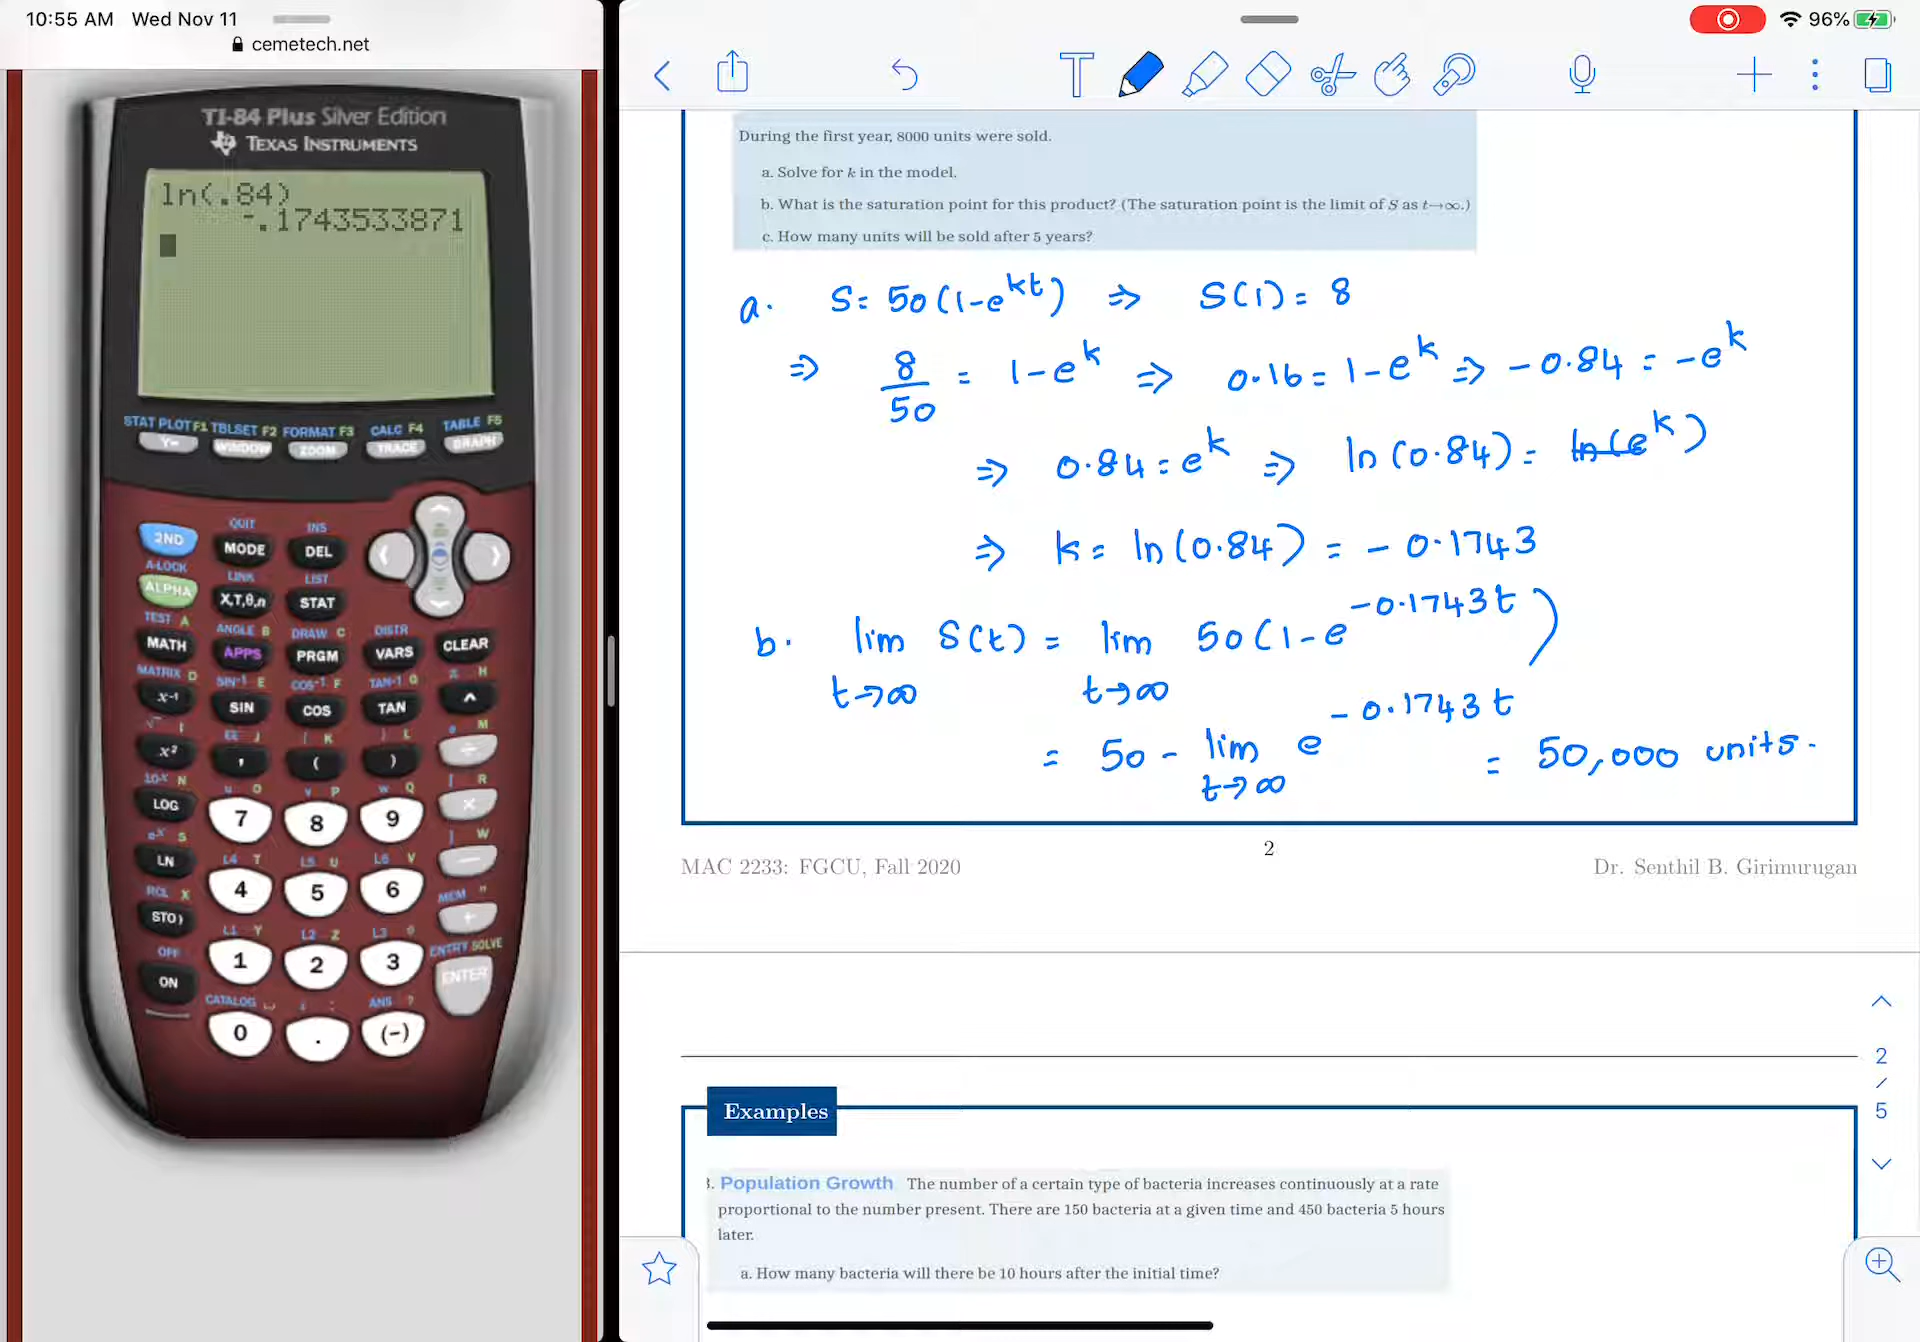 10:55 AM Wed Nov 11
96%
cemetech.net
TI-84 Plus Silver Edition
TEXAS INSTRUMENTS
ln(.84)
-.1743533871
STAT PLOT F1 TBLSET F2 FORMAT F3 CALC F4 TABLE F5
Y= WINDOW ZOOM TRACE GRAPH
QUIT INS
2ND MODE DEL
A-LOCK LINK LIST
ALPHA X,T,θ,n STAT
TEST A ANGLE B DRAW C DISTR
MATH APPS PRGM VARS CLEAR
MATRIX D SIN-1 E COS-1 F TAN-1 G H
x-1 SIN COS TAN ^
√ I EE J { K } L e M
x² , ( ) ÷
10x N u O v P w Q [ R
LOG 7 8 9 ×
ex S L4 T L5 U L6 V ] W
LN 4 5 6 −
RCL X L1 Y L2 Z L3 θ MEM "
STO› 1 2 3 +
OFF CATALOG i : ANS ? ENTRY SOLVE
ON 0 . (-) ENTER
During the first year, 8000 units were sold.
a. Solve for k in the model.
b. What is the saturation point for this product? (The saturation point is the limit of S as t→∞.)
c. How many units will be sold after 5 years?
a. S = 50(1-e^kt) ⇒ S(1) = 8
⇒ 8/50 = 1-e^k ⇒ 0.16 = 1-e^k ⇒ -0.84 = -e^k
⇒ 0.84 = e^k ⇒ ln(0.84) = ln(e^k)
⇒ k = ln(0.84) = -0.1743
b. lim t→∞ S(t) = lim t→∞ 50(1-e^-0.1743t)
= 50 - lim t→∞ e^-0.1743t = 50,000 units.
2
MAC 2233: FGCU, Fall 2020 Dr. Senthil B. Girimurugan
2
/
5
Examples
3. Population Growth The number of a certain type of bacteria increases continuously at a rate
proportional to the number present. There are 150 bacteria at a given time and 450 bacteria 5 hours
later.
a. How many bacteria will there be 10 hours after the initial time?